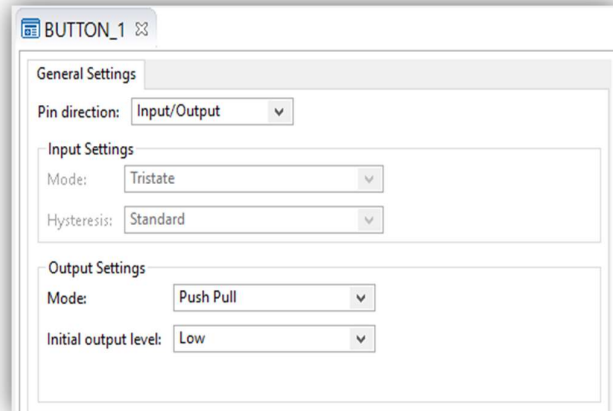 BUTTON_1
General Settings
Pin direction: Input/Output
Input Settings
Mode: Tristate
Hysteresis: Standard
Output Settings
Mode: Push Pull
Initial output level: Low